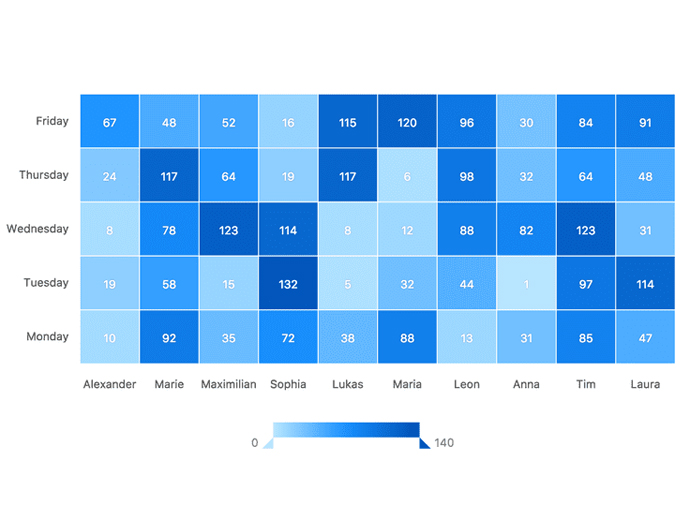 Friday 67 48 52 16 115 120 96 30 84 91
Thursday 24 117 64 19 117 6 98 32 64 48
Wednesday 8 78 123 114 8 12 88 82 123 31
Tuesday 19 58 15 132 5 32 44 1 97 114
Monday 10 92 35 72 38 88 13 31 85 47
Alexander Marie Maximilian Sophia Lukas Maria Leon Anna Tim Laura
0 140